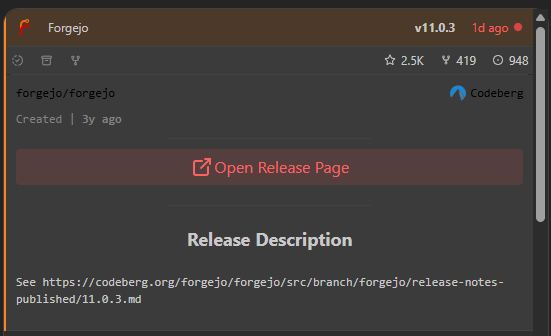 Forgejo v11.0.3 1d ago
2.5K 419 948
forgejo/forgejo Codeberg
Created | 3y ago
Open Release Page
Release Description
See https://codeberg.org/forgejo/forgejo/src/branch/forgejo/release-notes-
published/11.0.3.md